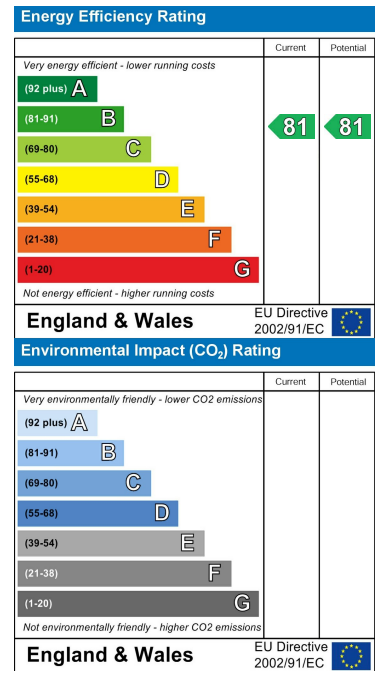 Energy Efficiency Rating
Current Potential
Very energy efficient - lower running costs
(92 plus) A
(81-91) B 81 81
(69-80) C
(55-68) D
(39-54) E
(21-38) F
(1-20) G
Not energy efficient - higher running costs
England & Wales EU Directive
2002/91/EC
Environmental Impact (CO₂) Rating
Current Potential
Very environmentally friendly - lower CO2 emissions
(92 plus) A
(81-91) B
(69-80) C
(55-68) D
(39-54) E
(21-38) F
(1-20) G
Not environmentally friendly - higher CO2 emissions
England & Wales EU Directive
2002/91/EC